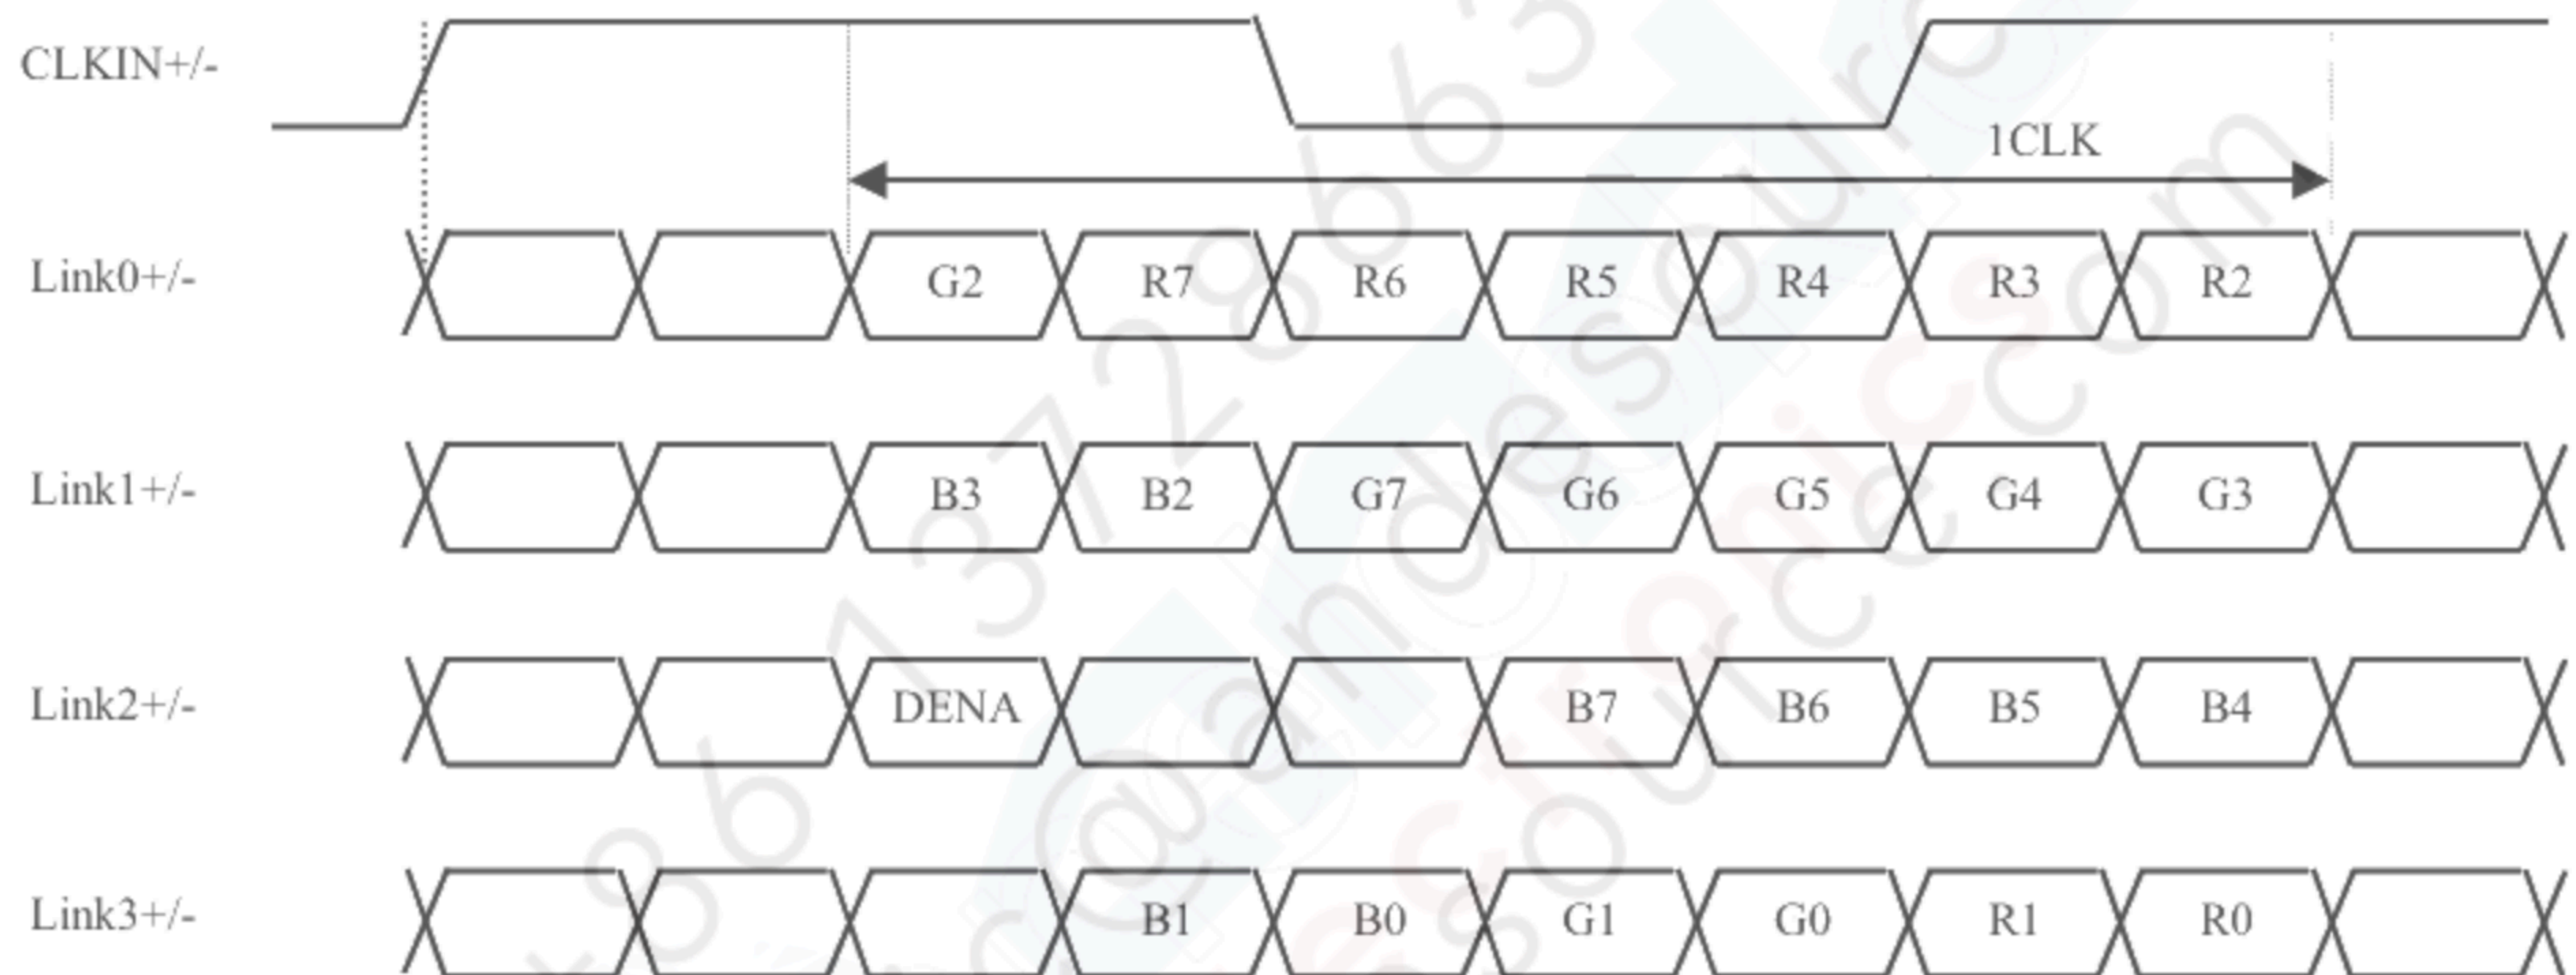 CLKIN+/-
1CLK
Link0+/- G2 R7 R6 R5 R4 R3 R2
Link1+/- B3 B2 G7 G6 G5 G4 G3
Link2+/- DENA B7 B6 B5 B4
Link3+/- B1 B0 G1 G0 R1 R0